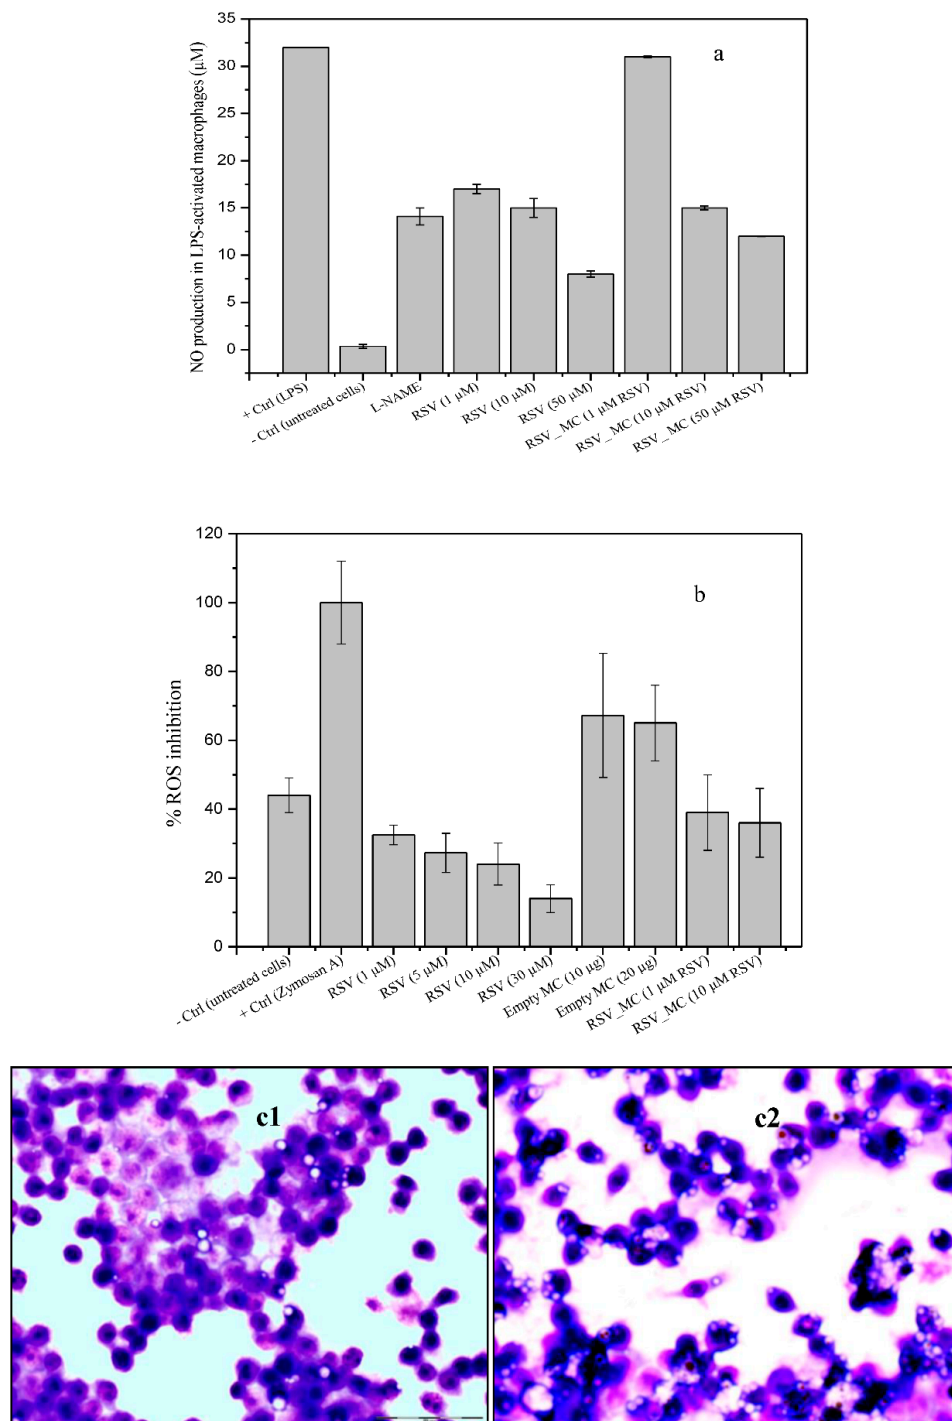 a
NO production in LPS-activated macrophages (μM)
35
30
25
20
15
10
5
0
+ Ctrl (LPS)
- Ctrl (untreated cells)
L-NAME
RSV (1 μM)
RSV (10 μM)
RSV (50 μM)
RSV_MC (1 μM RSV)
RSV_MC (10 μM RSV)
RSV_MC (50 μM RSV)
b
% ROS inhibition
120
100
80
60
40
20
0
- Ctrl (untreated cells)
+ Ctrl (Zymosan A)
RSV (1 μM)
RSV (5 μM)
RSV (10 μM)
RSV (30 μM)
Empty MC (10 μg)
Empty MC (20 μg)
RSV_MC (1 μM RSV)
RSV_MC (10 μM RSV)
c1
c2